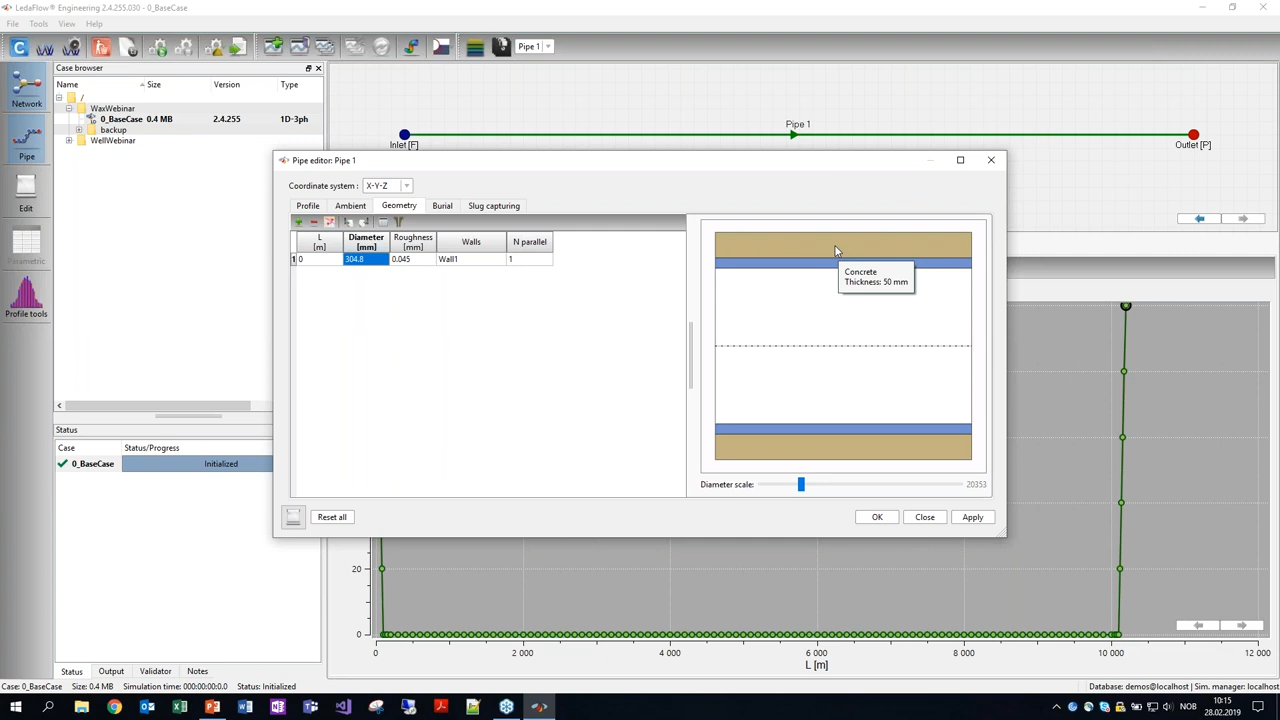 LedaFlow® Engineering 2.4.255.030 - 0_BaseCase
File Tools View Help
Pipe 1
Case browser
Name Size Version Type
/
WaxWebinar
0_BaseCase 0.4 MB 2.4.255 1D-3ph
backup
WellWebinar
Network
Pipe
Edit
Parametric
Profile tools
Pipe 1
Inlet [F]
Outlet [P]
Pipe editor: Pipe 1
Coordinate system : X-Y-Z
Profile Ambient Geometry Burial Slug capturing
L [m] Diameter [mm] Roughness [mm] Walls N parallel
1 0 304.8 0.045 Wall1 1
Concrete
Thickness: 50 mm
Diameter scale: 20353
Reset all
OK Close Apply
Status
Case Status/Progress
0_BaseCase Initialized
20
0
0 2 000 4 000 6 000 8 000 10 000 12 000
L [m]
Status Output Validator Notes
Case: 0_BaseCase Size: 0.4 MB Simulation time: 000:00:00:0.0 Status: Initialized
Database: demos@localhost Sim. manager: localhost
NOB
10:15
28.02.2019